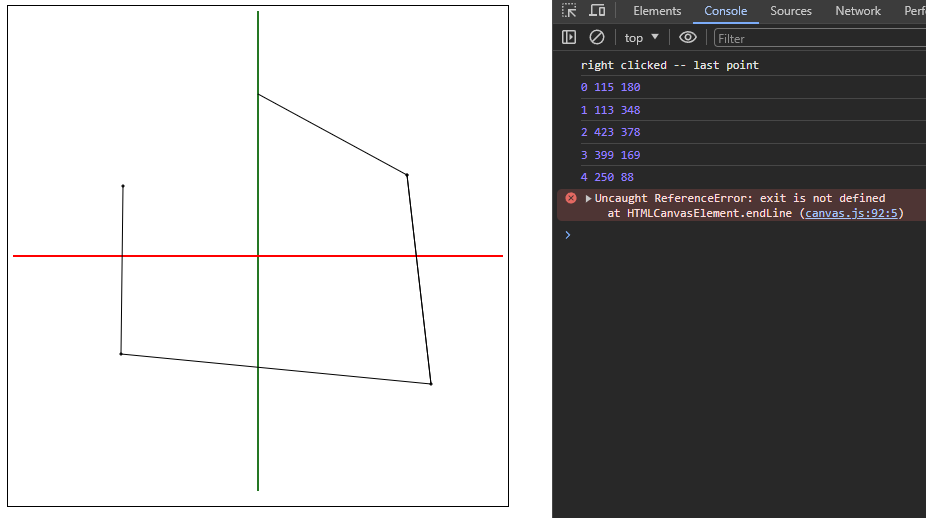 Elements Console Sources Network Perf
top Filter
right clicked -- last point
0 115 180
1 113 348
2 423 378
3 399 169
4 250 88
Uncaught ReferenceError: exit is not defined
at HTMLCanvasElement.endLine (canvas.js:92:5)